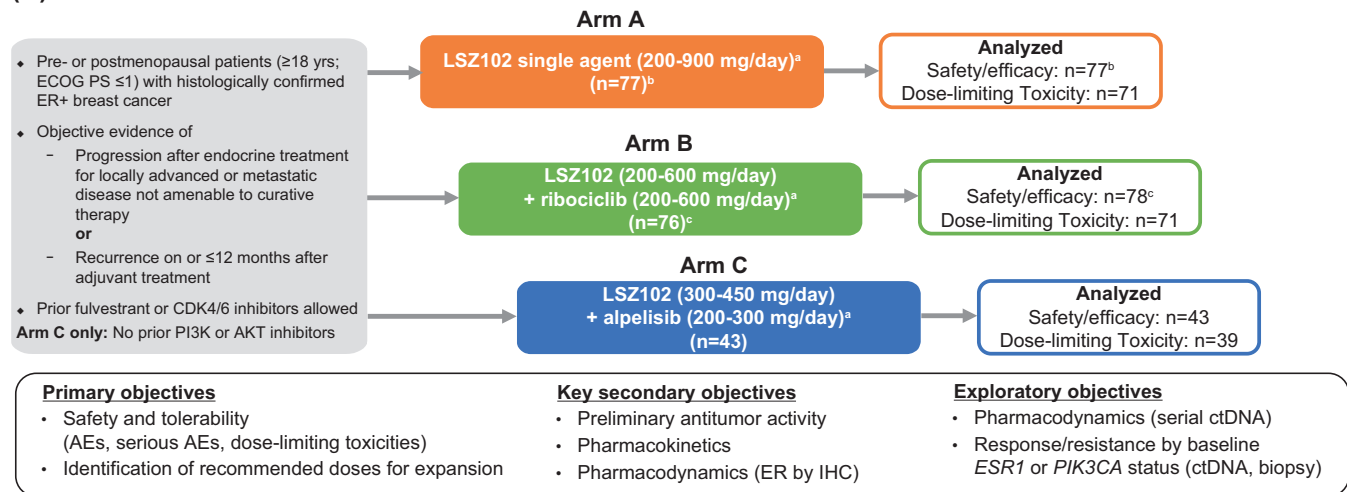 Arm A
◆ Pre- or postmenopausal patients (≥18 yrs;
ECOG PS ≤1) with histologically confirmed
ER+ breast cancer
◆ Objective evidence of
− Progression after endocrine treatment
for locally advanced or metastatic
disease not amenable to curative
therapy
or
− Recurrence on or ≤12 months after
adjuvant treatment
◆ Prior fulvestrant or CDK4/6 inhibitors allowed
Arm C only: No prior PI3K or AKT inhibitors
LSZ102 single agent (200-900 mg/day)ᵃ
(n=77)ᵇ
Analyzed
Safety/efficacy: n=77ᵇ
Dose-limiting Toxicity: n=71
Arm B
LSZ102 (200-600 mg/day)
+ ribociclib (200-600 mg/day)ᵃ
(n=76)ᶜ
Analyzed
Safety/efficacy: n=78ᶜ
Dose-limiting Toxicity: n=71
Arm C
LSZ102 (300-450 mg/day)
+ alpelisib (200-300 mg/day)ᵃ
(n=43)
Analyzed
Safety/efficacy: n=43
Dose-limiting Toxicity: n=39
Primary objectives
• Safety and tolerability
(AEs, serious AEs, dose-limiting toxicities)
• Identification of recommended doses for expansion
Key secondary objectives
• Preliminary antitumor activity
• Pharmacokinetics
• Pharmacodynamics (ER by IHC)
Exploratory objectives
• Pharmacodynamics (serial ctDNA)
• Response/resistance by baseline
ESR1 or PIK3CA status (ctDNA, biopsy)